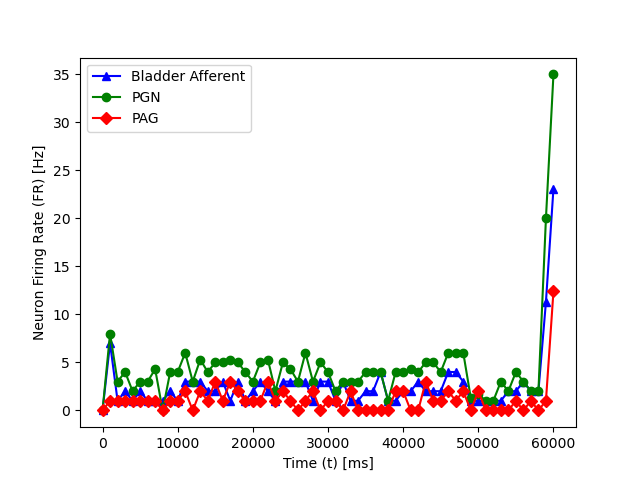 Bladder Afferent
PGN
PAG
Neuron Firing Rate (FR) [Hz]
35
30
25
20
15
10
5
0
0 10000 20000 30000 40000 50000 60000
Time (t) [ms]